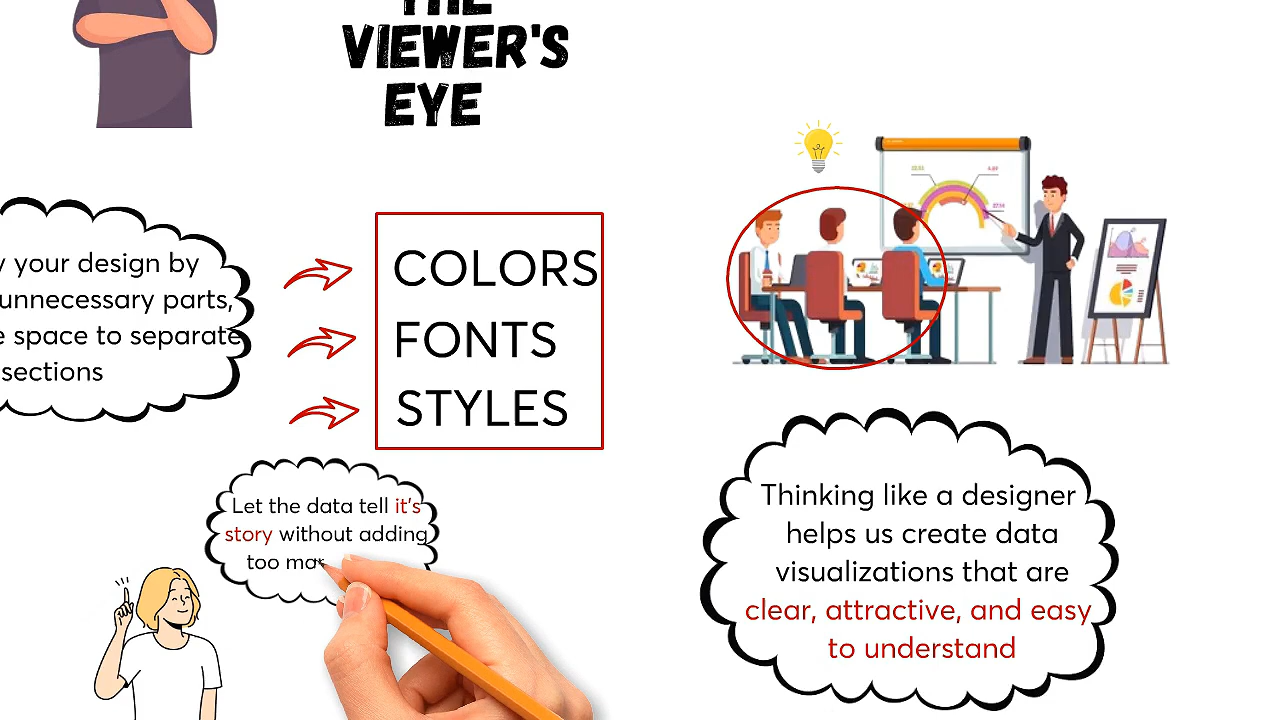 THE
VIEWER'S
EYE
your design by
unnecessary parts,
space to separate
sections
COLORS
FONTS
STYLES
Let the data tell it's
story without adding
too
Thinking like a designer
helps us create data
visualizations that are
clear, attractive, and easy
to understand